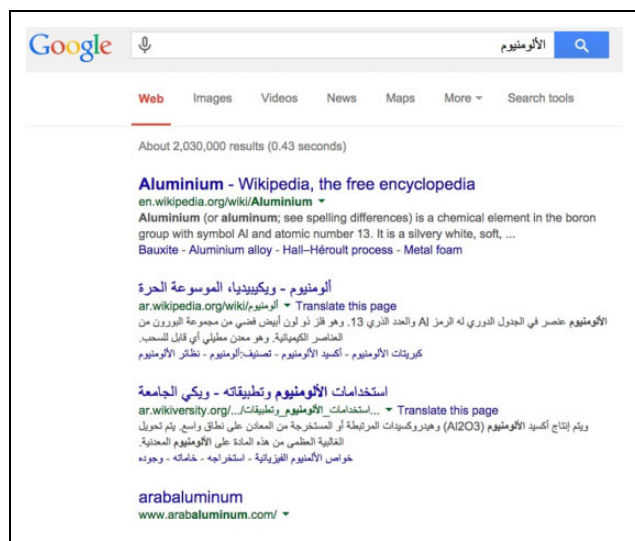 Google
الألومنيوم
Web Images Videos News Maps More Search tools
About 2,030,000 results (0.43 seconds)
Aluminium - Wikipedia, the free encyclopedia
en.wikipedia.org/wiki/Aluminium
Aluminium (or aluminum; see spelling differences) is a chemical element in the boron
group with symbol Al and atomic number 13. It is a silvery white, soft, ...
Bauxite - Aluminium alloy - Hall–Héroult process - Metal foam
ألومنيوم - ويكيبيديا، الموسوعة الحرة
ar.wikipedia.org/wiki/ألومنيوم Translate this page
الألومنيوم عنصر في الجدول الدوري له الرمز Al والعدد الذري 13. وهو فلز ذو لون أبيض فضي من مجموعة البورون من
العناصر الكيميائية. وهو معدن مطيلي أي قابل للسحب.
كبريتات الألومنيوم - أكسيد الألومنيوم - تصنيف:ألومنيوم - نظائر الألومنيوم
استخدامات الألومنيوم وتطبيقاته - ويكي الجامعة
ar.wikiversity.org/.../استخدامات_الألومنيوم_وتطبيقات... Translate this page
ويتم إنتاج أكسيد الألومنيوم (Al2O3) وهيدروكسيدات المرتبطة أو المستخرجة من المعادن على نطاق واسع. يتم تحويل
الغالبية العظمى من هذه المادة على الألومنيوم المعدنية.
خواص الألمنيوم الفيزيائية - استخراجه - خاماته - وجوده
arabaluminum
www.arabaluminum.com/